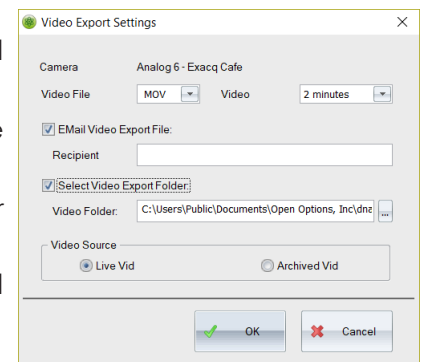 Video Export Settings
Camera Analog 6 - Exacq Cafe
Video File MOV Video 2 minutes
EMail Video Export File:
Recipient
Select Video Export Folder:
Video Folder: C:\Users\Public\Documents\Open Options, Inc\dna ...
Video Source
Live Vid Archived Vid
OK Cancel